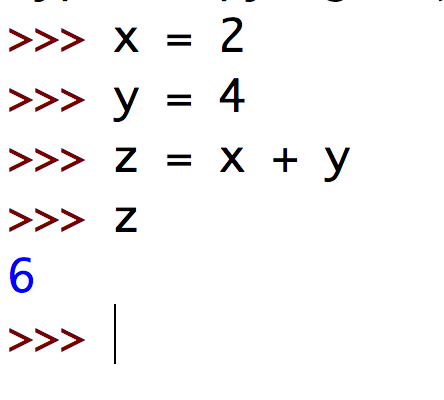 >>> x = 2
>>> y = 4
>>> z = x + y
>>> z
6
>>>